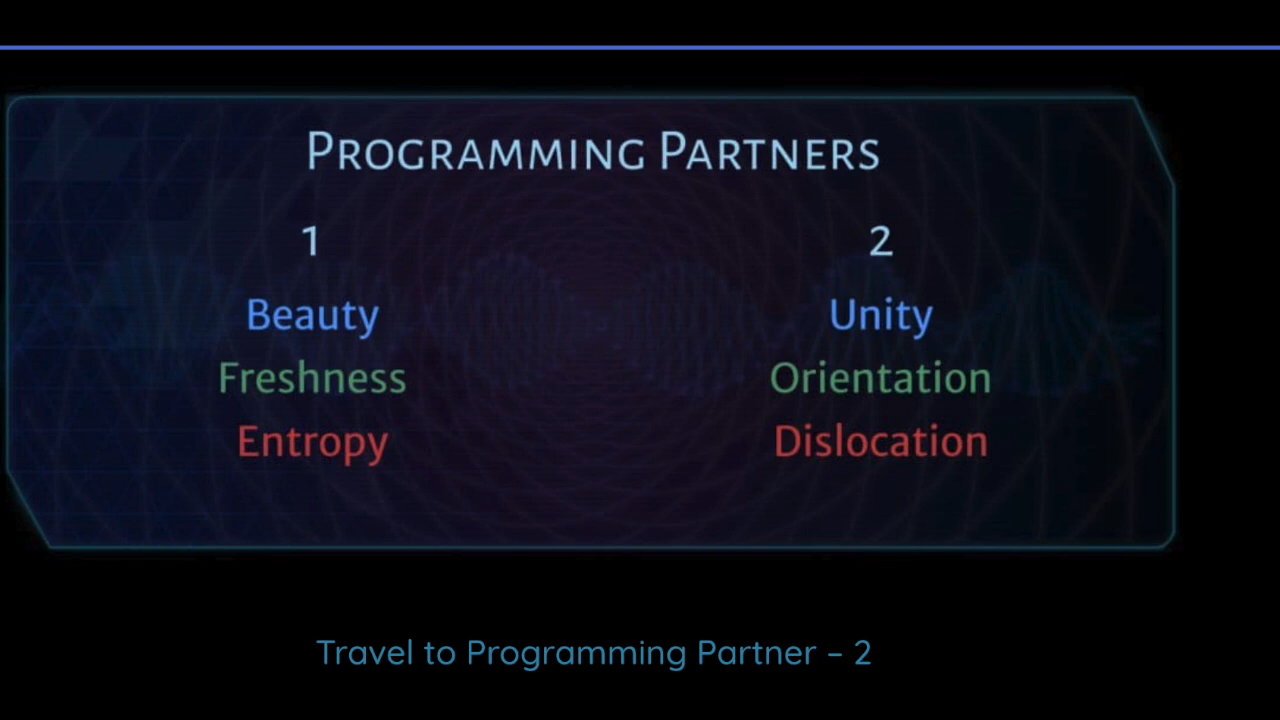 Programming Partners
1
2
Beauty
Unity
Freshness
Orientation
Entropy
Dislocation
Travel to Programming Partner – 2